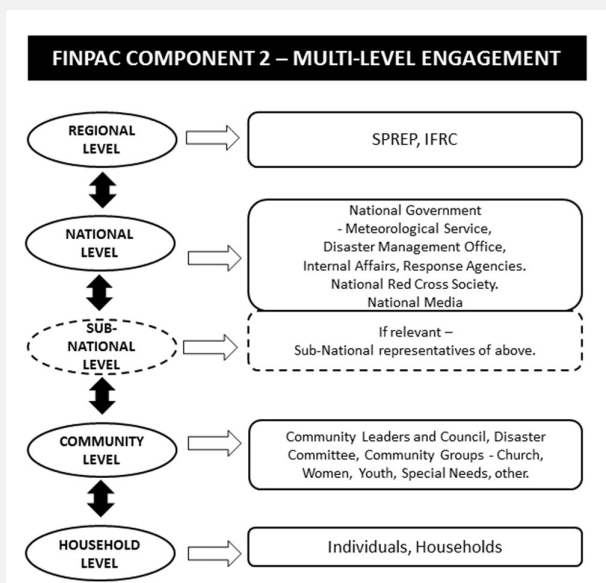 FINPAC COMPONENT 2 – MULTI-LEVEL ENGAGEMENT
REGIONAL
LEVEL
SPREP, IFRC
NATIONAL
LEVEL
National Government
- Meteorological Service,
Disaster Management Office,
Internal Affairs, Response Agencies.
National Red Cross Society.
National Media
SUB-
NATIONAL
LEVEL
If relevant –
Sub-National representatives of above.
COMMUNITY
LEVEL
Community Leaders and Council, Disaster
Committee, Community Groups - Church,
Women, Youth, Special Needs, other.
HOUSEHOLD
LEVEL
Individuals, Households